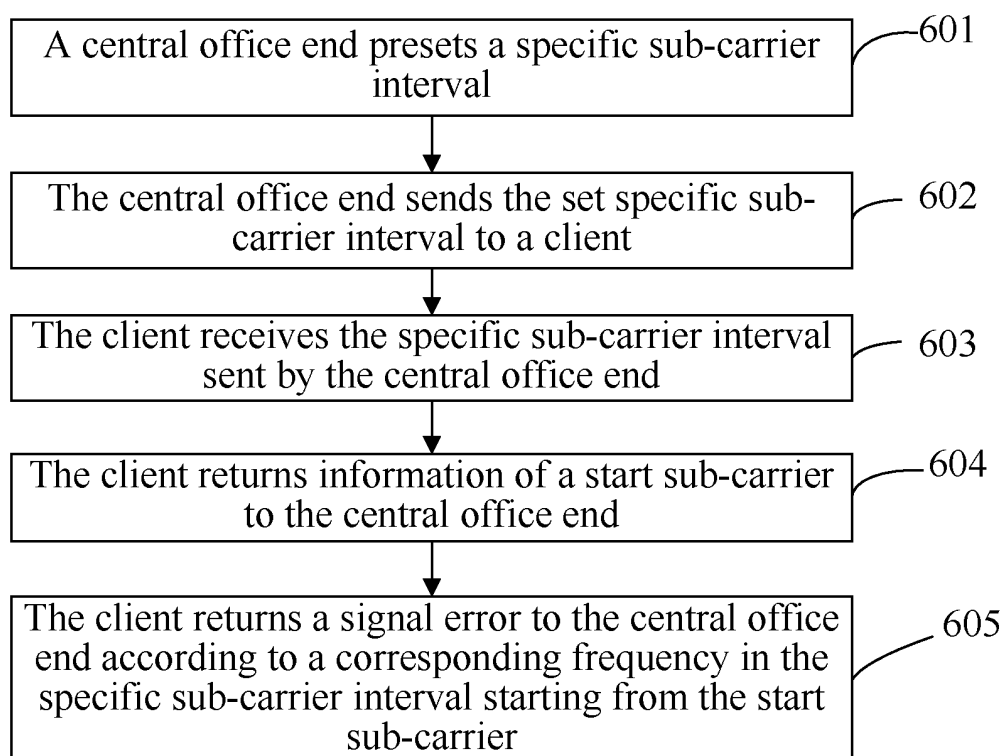 A central office end presets a specific sub-carrier
interval
601
The central office end sends the set specific sub-
carrier interval to a client
602
The client receives the specific sub-carrier interval
sent by the central office end
603
The client returns information of a start sub-carrier
to the central office end
604
The client returns a signal error to the central office
end according to a corresponding frequency in the
specific sub-carrier interval starting from the start
sub-carrier
605